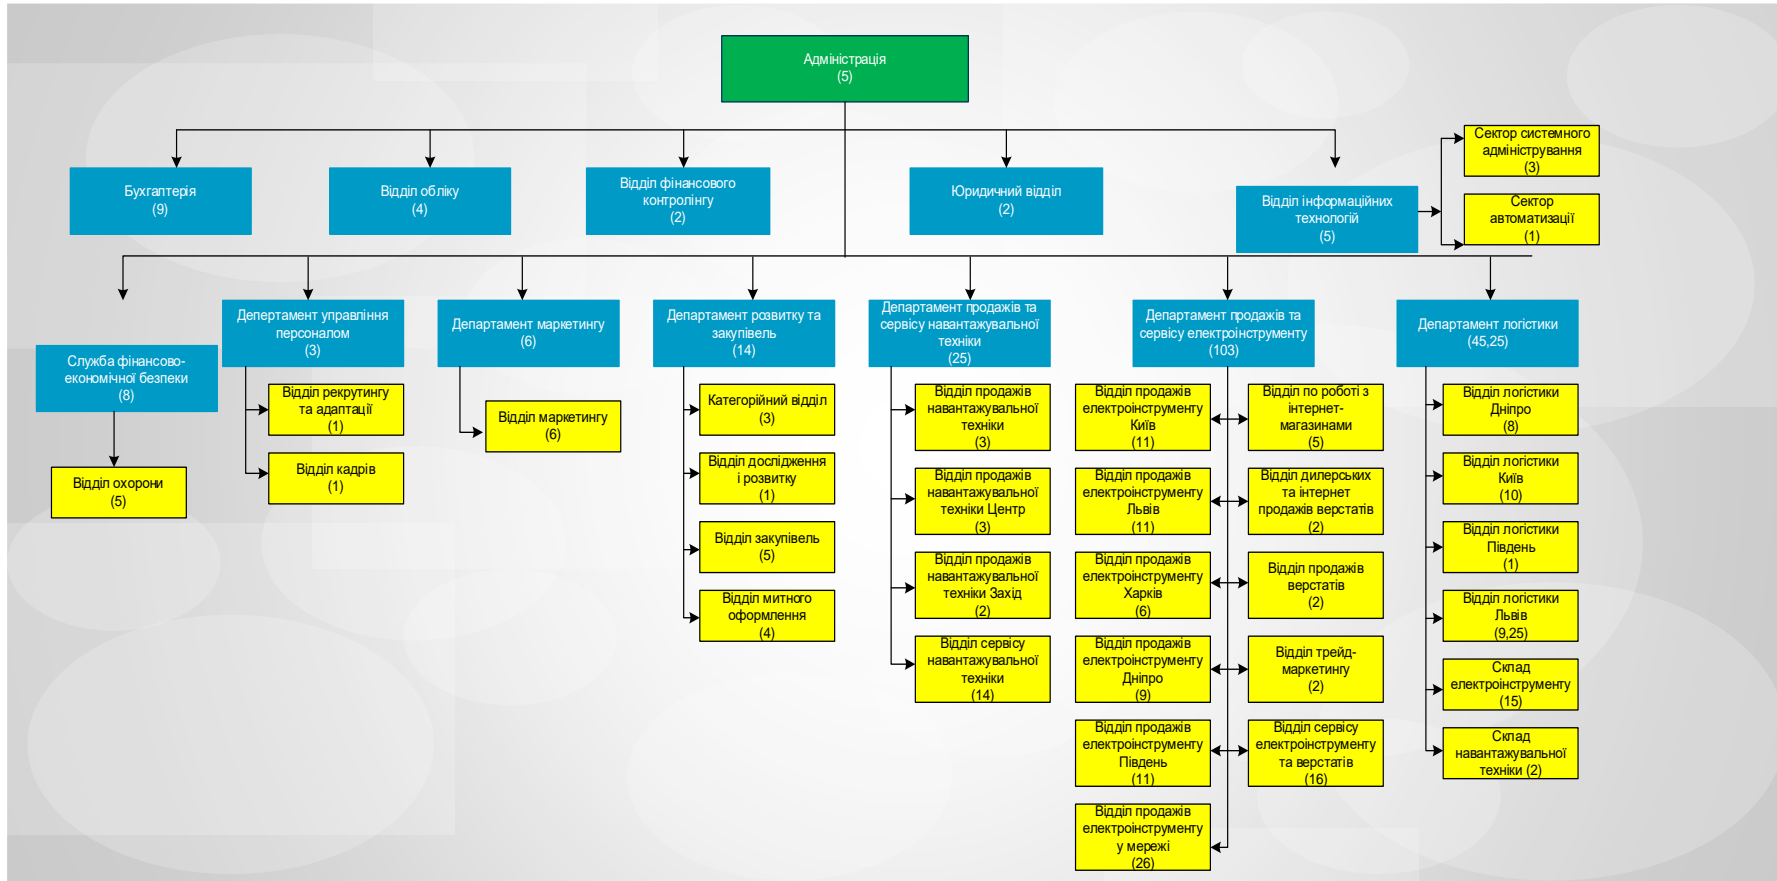 Адміністрація
(5)
Бухгалтерія
(9)
Відділ обліку
(4)
Відділ фінансового
контролінгу
(2)
Юридичний відділ
(2)
Відділ інформаційних
технологій
(5)
Сектор системного
адміністрування
(3)
Сектор
автоматизації
(1)
Служба фінансово-
економічної безпеки
(8)
Відділ охорони
(5)
Депертамент управління
персоналом
(3)
Відділ рекрутингу
та адаптації
(1)
Відділ кадрів
(1)
Департамент маркетингу
(6)
Відділ маркетингу
(6)
Департамент розвитку та
закупівель
(14)
Категорійний відділ
(3)
Відділ дослідження
і розвитку
(1)
Відділ закупівель
(5)
Відділ митного
оформлення
(4)
Департамент продажів та
сервісу навантажувальної
техніки
(25)
Відділ продажів
навантажувальної
техніки
(3)
Відділ продажів
навантажувальної
техніки Центр
(3)
Відділ продажів
навантажувальної
техніки Захід
(2)
Відділ сервісу
навантажувальної
техніки
(14)
Департамент продажів та
сервісу електроінструменту
(103)
Відділ продажів
електроінструменту
Київ
(11)
Відділ продажів
електроінструменту
Львів
(11)
Відділ продажів
електроінструменту
Харків
(6)
Відділ продажів
електроінструменту
Дніпро
(9)
Відділ продажів
електроінструменту
Південь
(11)
Відділ продажів
електроінструменту
у мережі
(26)
Відділ по роботі з
інтернет-
магазинами
(5)
Відділ дилерських
та інтернет
продажів верстатів
(2)
Відділ продажів
верстатів
(2)
Відділ трейд-
маркетингу
(2)
Відділ сервісу
електроінструменту
та верстатів
(16)
Департамент логістики
(45,25)
Відділ логістики
Дніпро
(8)
Відділ логістики
Київ
(10)
Відділ логістики
Південь
(1)
Відділ логістики
Львів
(9,25)
Склад
електроінструменту
(15)
Склад
навантажувальної
техніки (2)